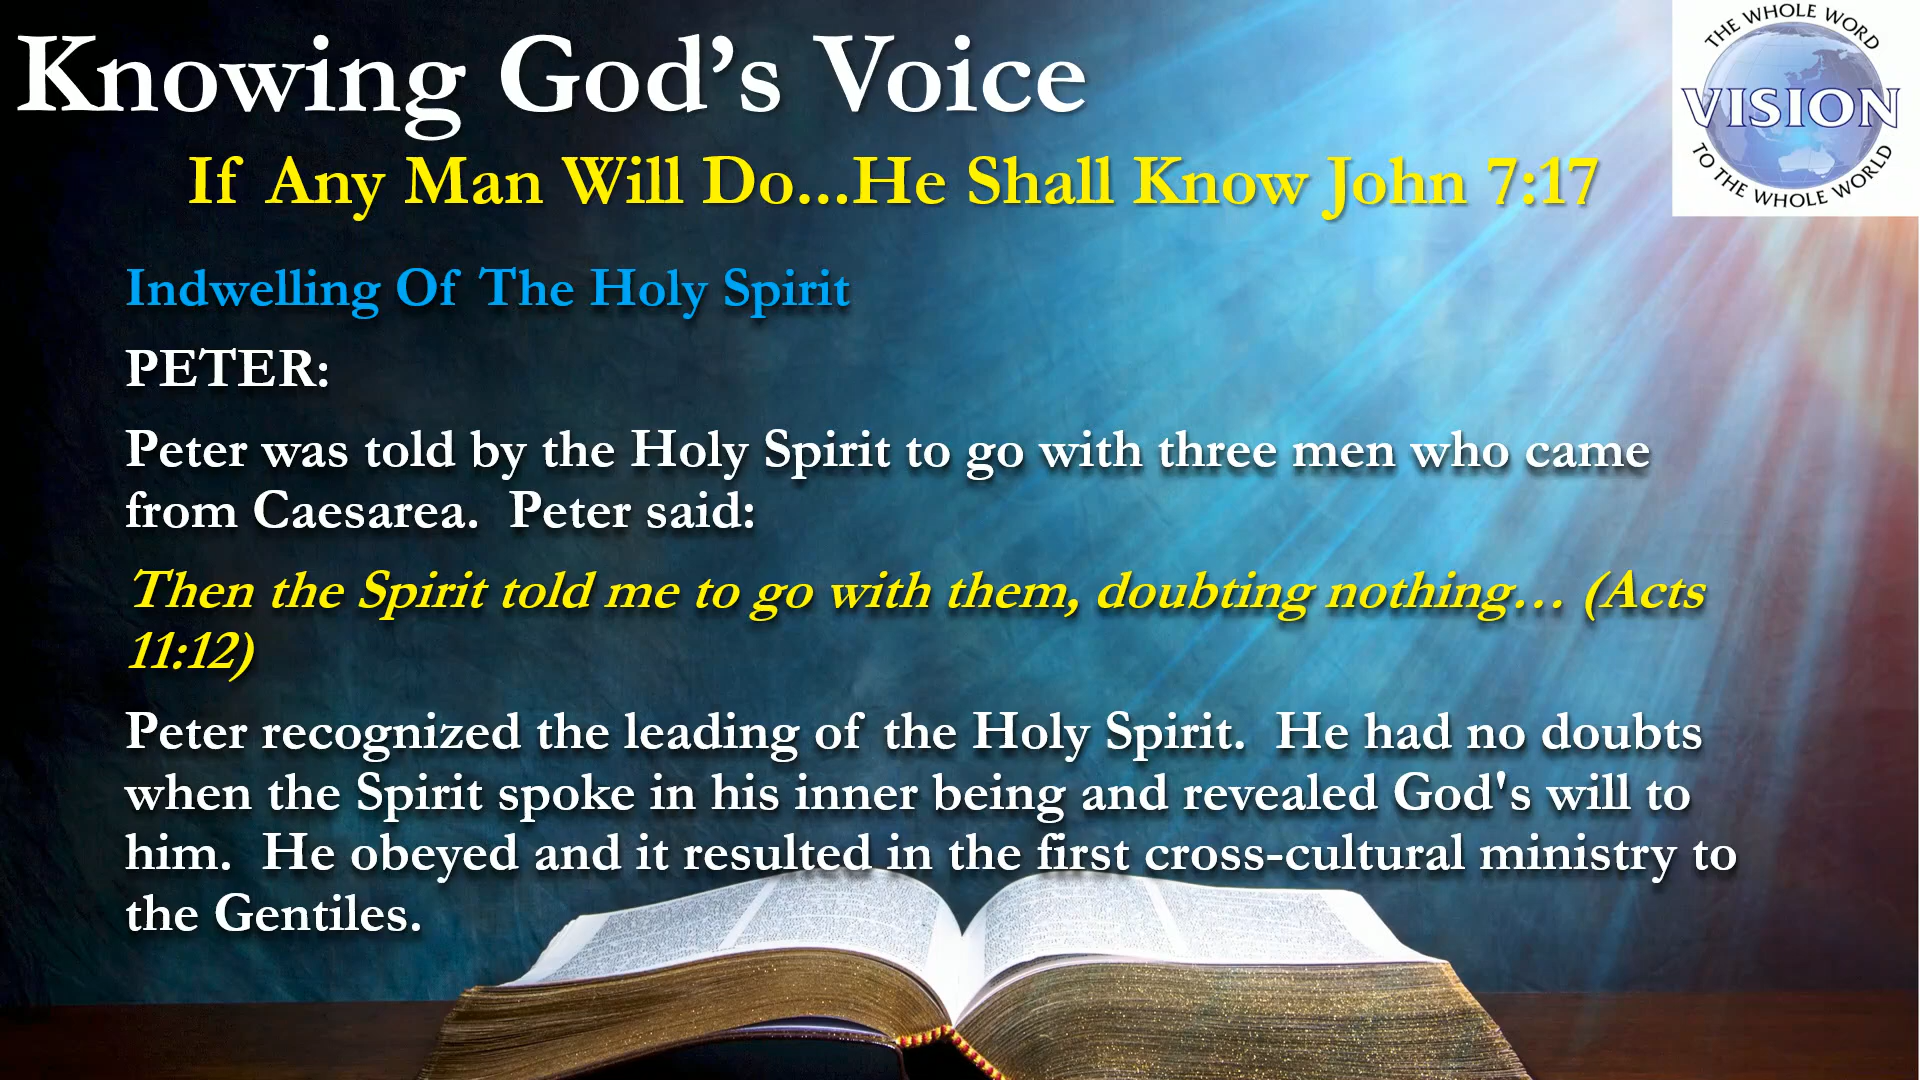 Knowing God’s Voice
THE WHOLE WORD
VISION
TO THE WHOLE WORLD
If Any Man Will Do...He Shall Know John 7:17
Indwelling Of The Holy Spirit
PETER:
Peter was told by the Holy Spirit to go with three men who came
from Caesarea.  Peter said:
Then the Spirit told me to go with them, doubting nothing… (Acts
11:12)
Peter recognized the leading of the Holy Spirit.  He had no doubts
when the Spirit spoke in his inner being and revealed God's will to
him.  He obeyed and it resulted in the first cross-cultural ministry to
the Gentiles.